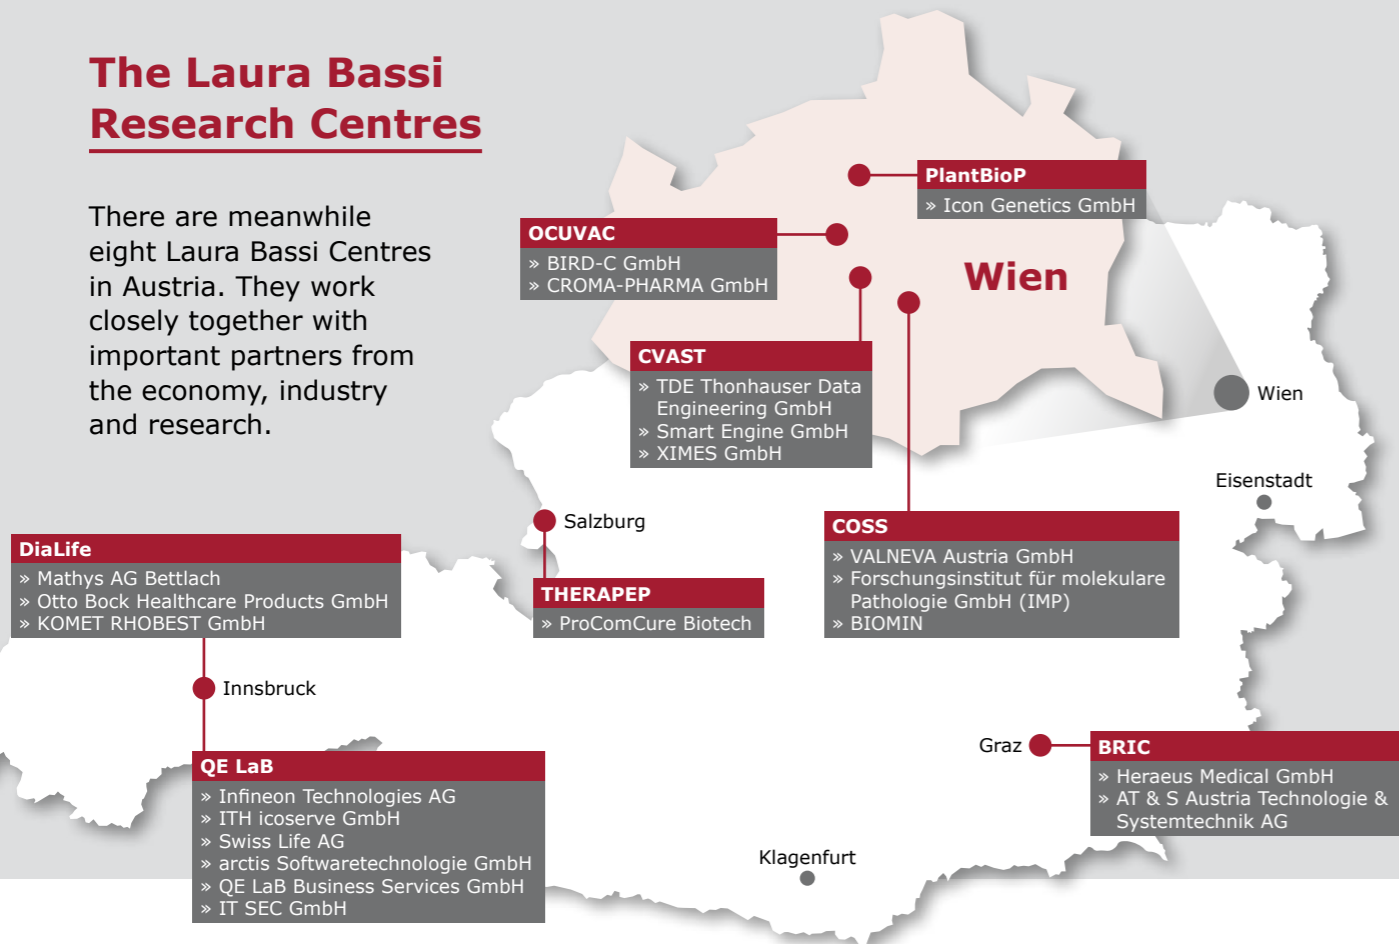 The Laura Bassi
Research Centres
There are meanwhile
eight Laura Bassi Centres
in Austria. They work
closely together with
important partners from
the economy, industry
and research.
PlantBioP
» Icon Genetics GmbH
OCUVAC
» BIRD-C GmbH
» CROMA-PHARMA GmbH
Wien
CVAST
» TDE Thonhauser Data
Engineering GmbH
» Smart Engine GmbH
» XIMES GmbH
Wien
Eisenstadt
Salzburg
THERAPEP
» ProComCure Biotech
COSS
» VALNEVA Austria GmbH
» Forschungsinstitut für molekulare
Pathologie GmbH (IMP)
» BIOMIN
DiaLife
» Mathys AG Bettlach
» Otto Bock Healthcare Products GmbH
» KOMET RHOBEST GmbH
Innsbruck
QE LaB
» Infineon Technologies AG
» ITH icoserve GmbH
» Swiss Life AG
» arctis Softwaretechnologie GmbH
» QE LaB Business Services GmbH
» IT SEC GmbH
Graz
BRIC
» Heraeus Medical GmbH
» AT & S Austria Technologie &
Systemtechnik AG
Klagenfurt